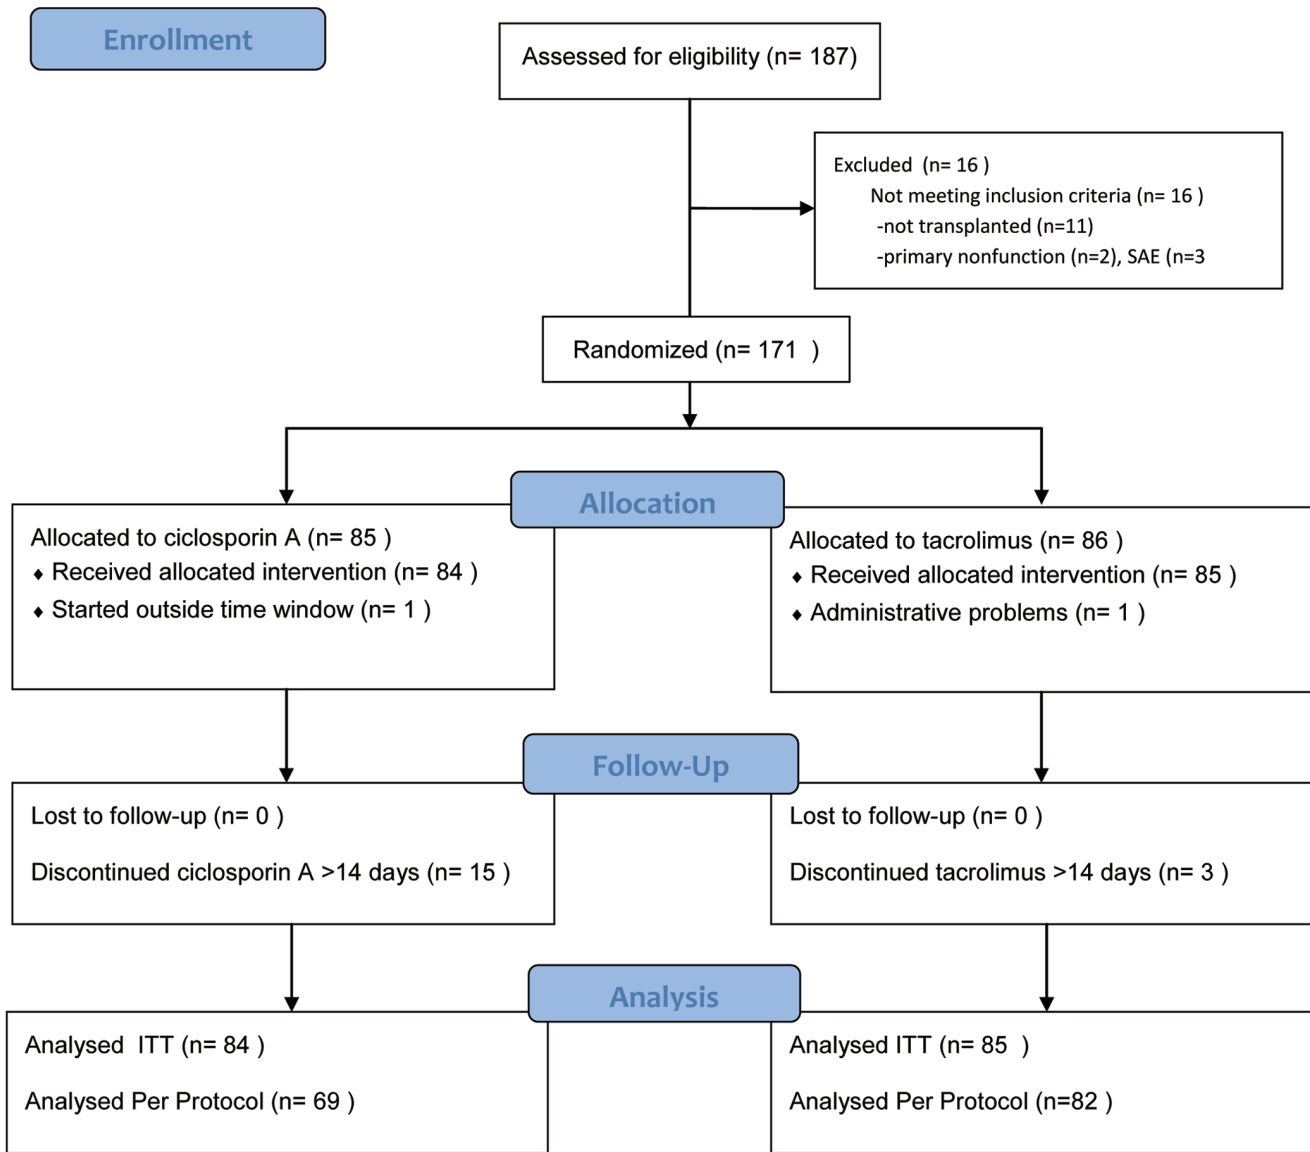 Enrollment
Assessed for eligibility (n= 187)
Excluded (n= 16 )
Not meeting inclusion criteria (n= 16 )
-not transplanted (n=11)
-primary nonfunction (n=2), SAE (n=3
Randomized (n= 171 )
Allocation
Allocated to ciclosporin A (n= 85 )
♦ Received allocated intervention (n= 84 )
♦ Started outside time window (n= 1 )
Allocated to tacrolimus (n= 86 )
♦ Received allocated intervention (n= 85 )
♦ Administrative problems (n= 1 )
Follow-Up
Lost to follow-up (n= 0 )
Discontinued ciclosporin A >14 days (n= 15 )
Lost to follow-up (n= 0 )
Discontinued tacrolimus >14 days (n= 3 )
Analysis
Analysed ITT (n= 84 )
Analysed Per Protocol (n= 69 )
Analysed ITT (n= 85 )
Analysed Per Protocol (n=82 )